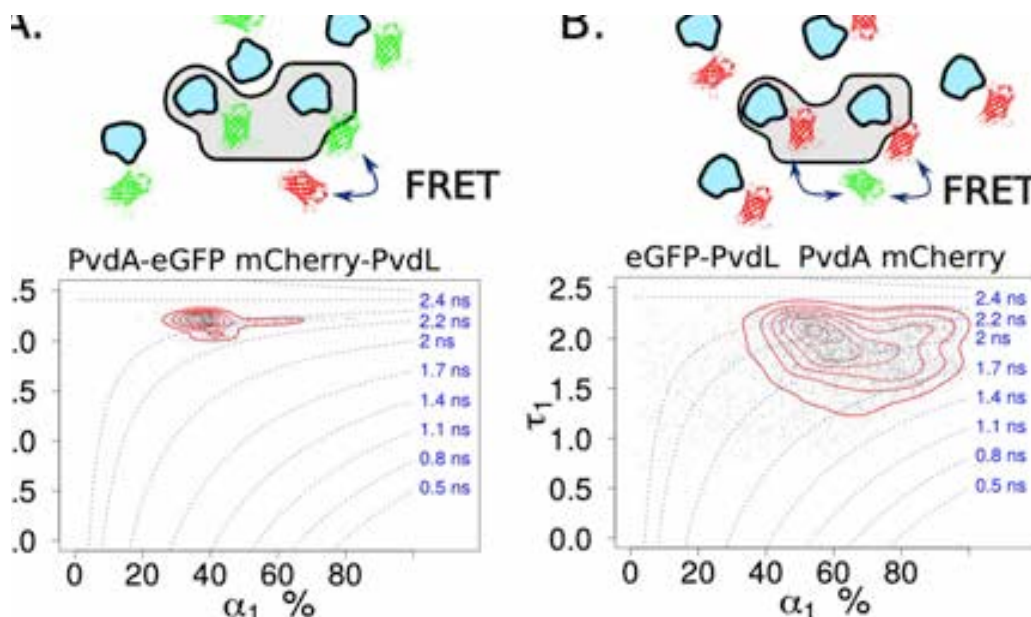 A.
B.
FRET
FRET
PvdA-eGFP mCherry-PvdL
.5
.0
.5
.0
.5
.0
2.4 ns
2.2 ns
2 ns
1.7 ns
1.4 ns
1.1 ns
0.8 ns
0.5 ns
0 20 40 60 80
α1 %
eGFP-PvdL PvdA mCherry
τ1
2.5
2.0
1.5
1.0
0.5
0.0
2.4 ns
2.2 ns
2 ns
1.7 ns
1.4 ns
1.1 ns
0.8 ns
0.5 ns
0 20 40 60 80
α1 %